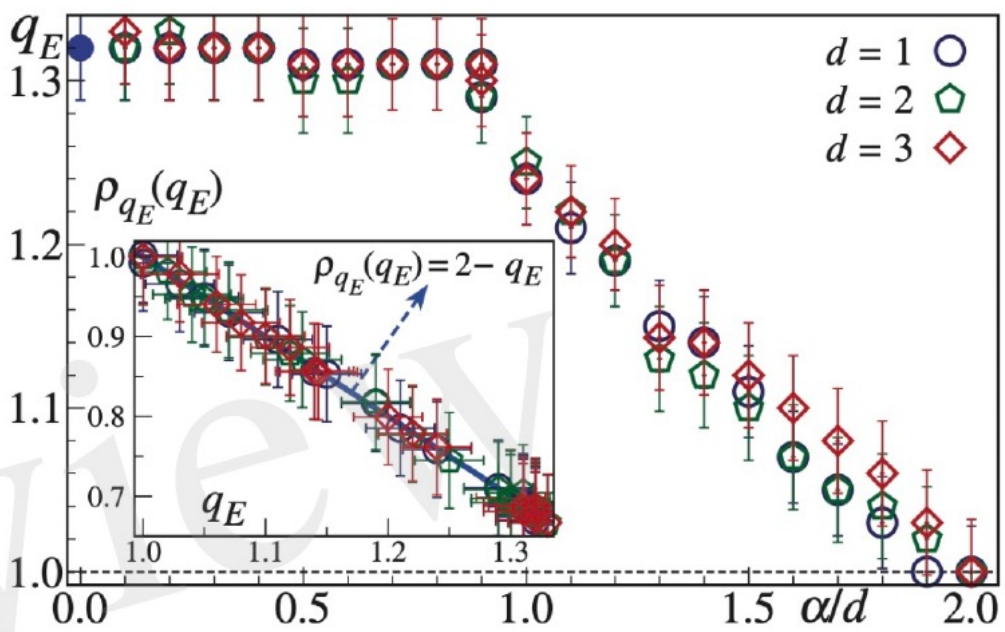 q_E
1.3
1.2
1.1
1.0
d = 1
d = 2
d = 3
ρ_{q_E}(q_E)
1.0
0.9
0.8
0.7
ρ_{q_E}(q_E) = 2 − q_E
q_E
1.0 1.1 1.2 1.3
0.0 0.5 1.0 1.5 α/d 2.0
view